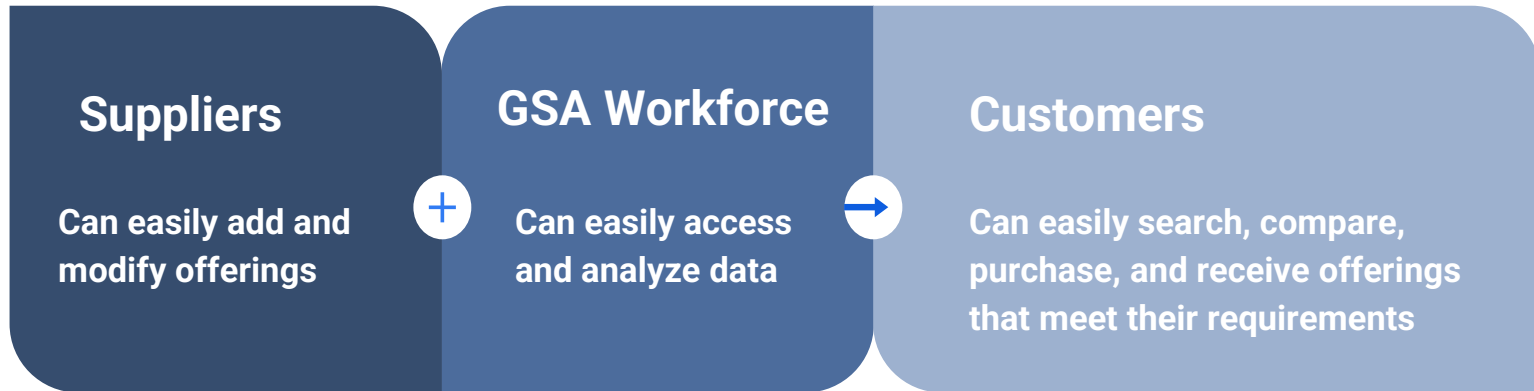 Suppliers
Can easily add and
modify offerings
GSA Workforce
Can easily access
and analyze data
Customers
Can easily search, compare,
purchase, and receive offerings
that meet their requirements